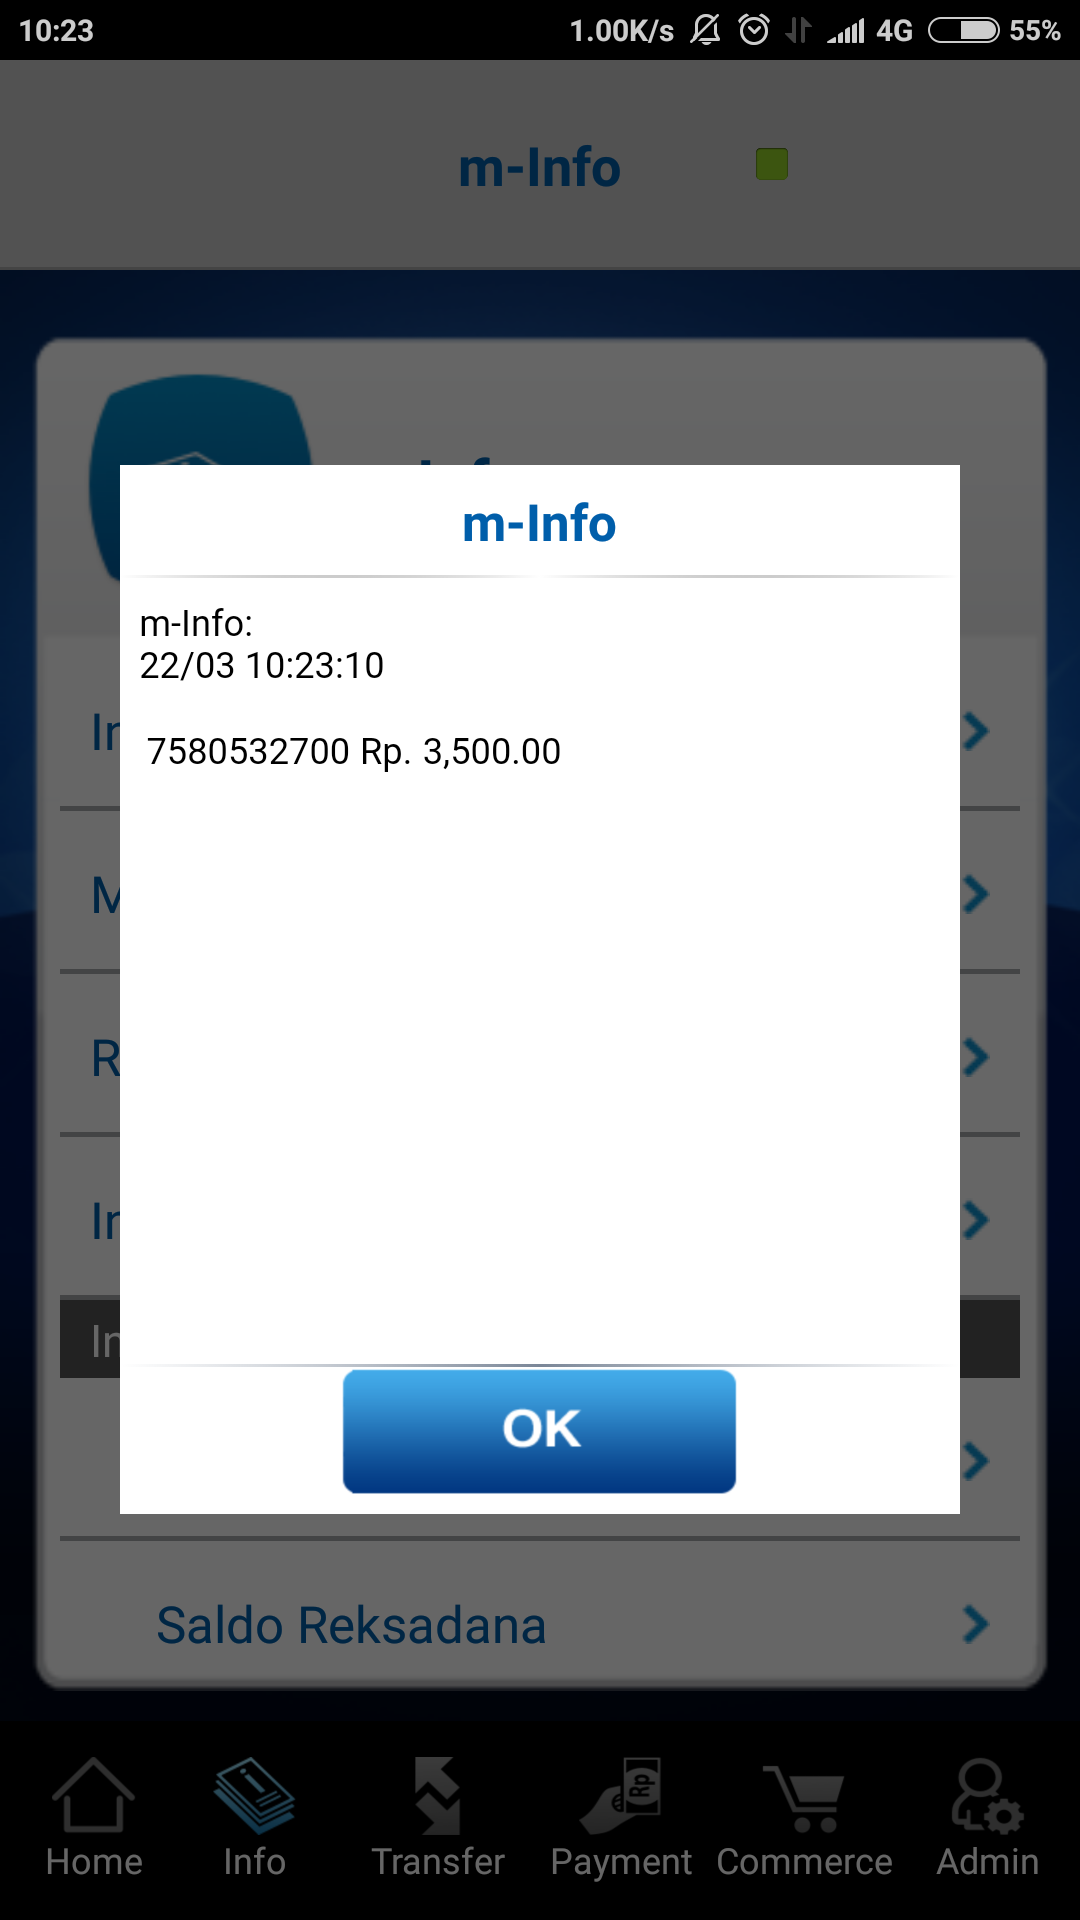 10:23 1.00K/s 4G 55%
m-Info
m-Info
m-Info:
22/03 10:23:10
7580532700 Rp. 3,500.00
OK
Saldo Reksadana
Home Info Transfer Payment Commerce Admin